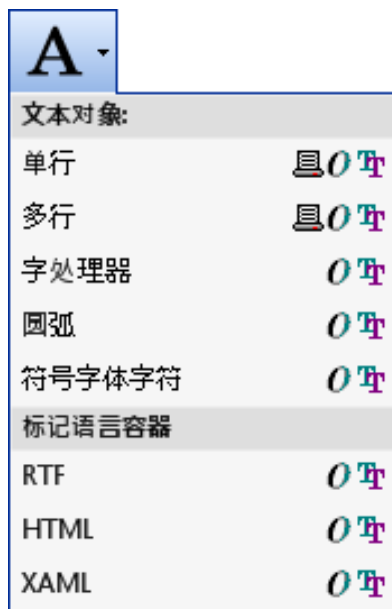 A
文本对象:
单行
多行
字处理器
圆弧
符号字体字符
标记语言容器
RTF
HTML
XAML